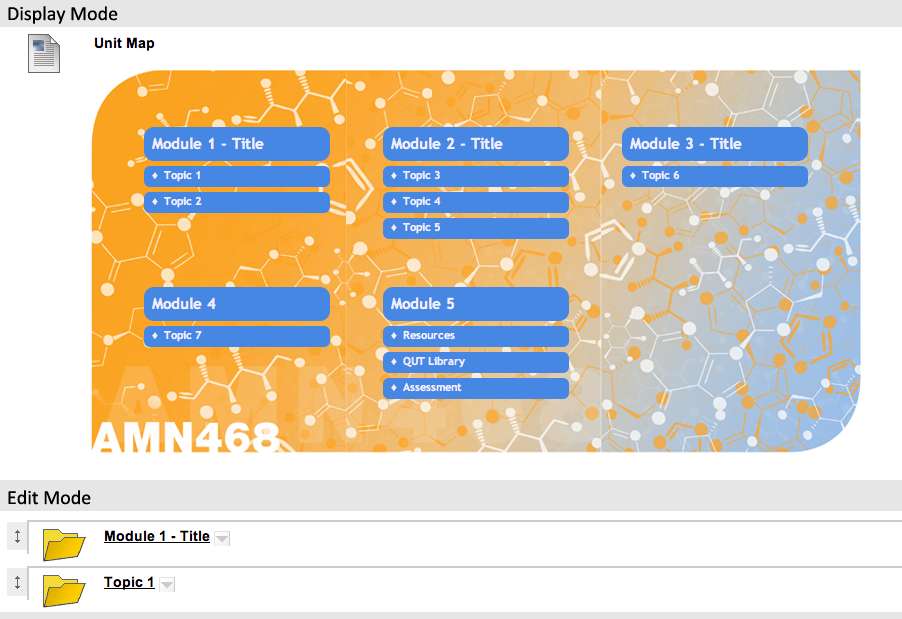 Display Mode
Unit Map
Module 1 - Title
Topic 1
Topic 2
Module 2 - Title
Topic 3
Topic 4
Topic 5
Module 3 - Title
Topic 6
Module 4
Topic 7
Module 5
Resources
QUT Library
Assessment
AMN468
AMN468
Edit Mode
Module 1 - Title
Topic 1